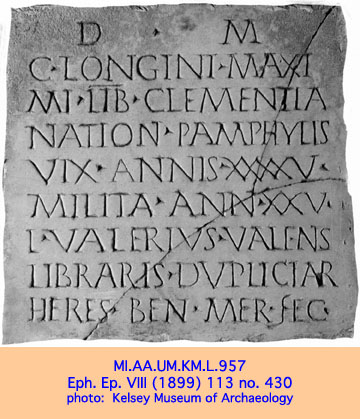 D · M
C · LONGINI · MAXI
MI · LIB · CLEMENTIA
NATION · PAMPHYLIS
VIX · ANNIS · XXXXV ·
MILITA · ANN · XXV ·
L · VALERIVS · VALENS
LIBRARIS · DVPLICIAR
HERES · BEN · MER · FEC ·
MI.AA.UM.KM.L.957
Eph. Ep. VIII (1899) 113 no. 430
photo: Kelsey Museum of Archaeology